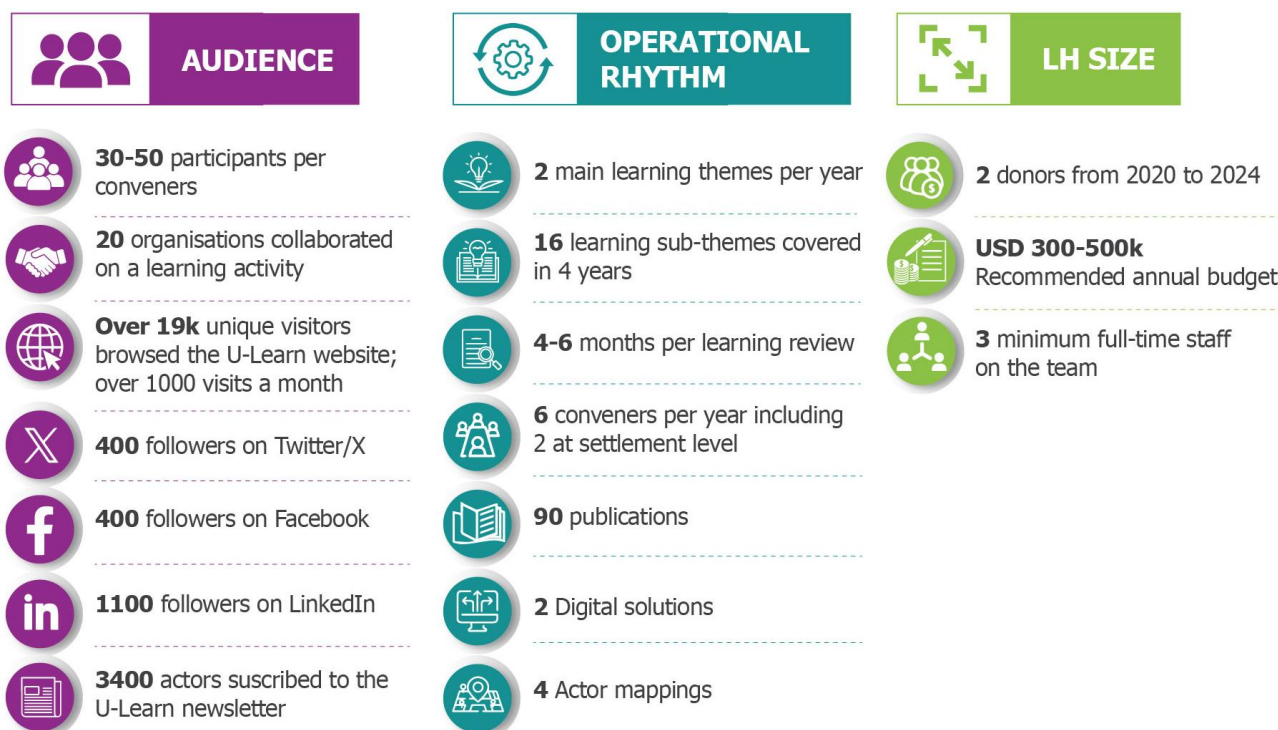 AUDIENCE
30-50 participants per
conveners
20 organisations collaborated
on a learning activity
Over 19k unique visitors
browsed the U-Learn website;
over 1000 visits a month
400 followers on Twitter/X
400 followers on Facebook
in
1100 followers on LinkedIn
3400 actors suscribed to the
U-Learn newsletter
OPERATIONAL
RHYTHM
2 main learning themes per year
16 learning sub-themes covered
in 4 years
4-6 months per learning review
6 conveners per year including
2 at settlement level
90 publications
2 Digital solutions
4 Actor mappings
LH SIZE
2 donors from 2020 to 2024
USD 300-500k
Recommended annual budget
3 minimum full-time staff
on the team